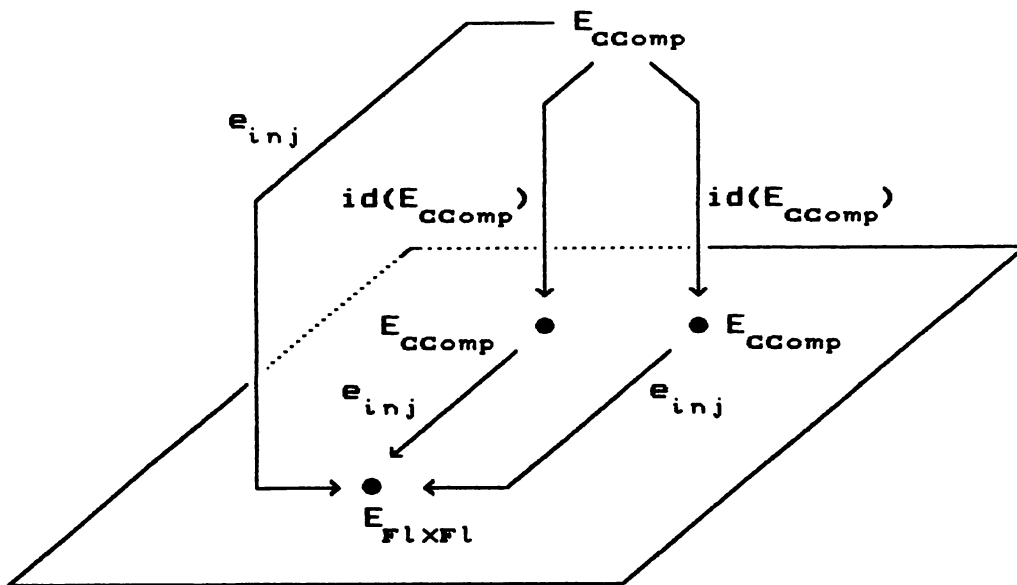 E_CComp
e_inj
id(E_CComp) id(E_CComp)
E_CComp E_CComp
e_inj e_inj
E_Fl×Fl